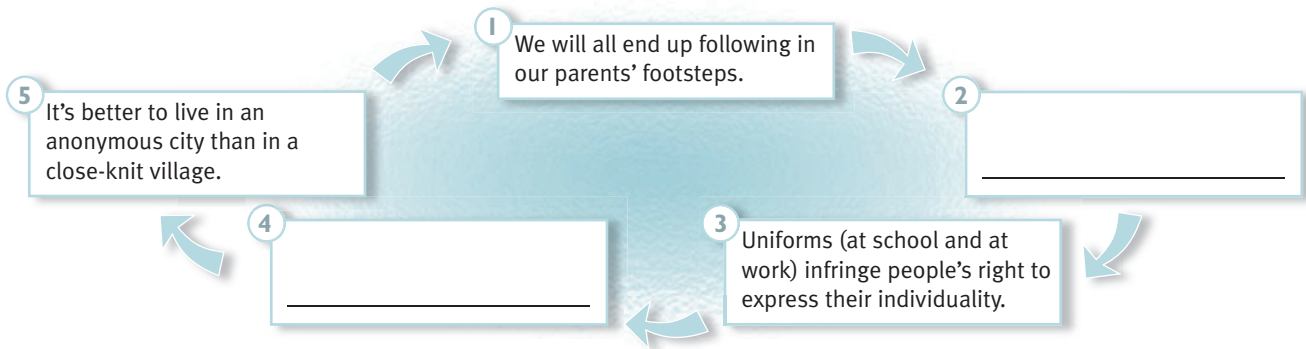 1
We will all end up following in
our parents’ footsteps.
2
3
Uniforms (at school and at
work) infringe people’s right to
express their individuality.
4
5
It’s better to live in an
anonymous city than in a
close-knit village.